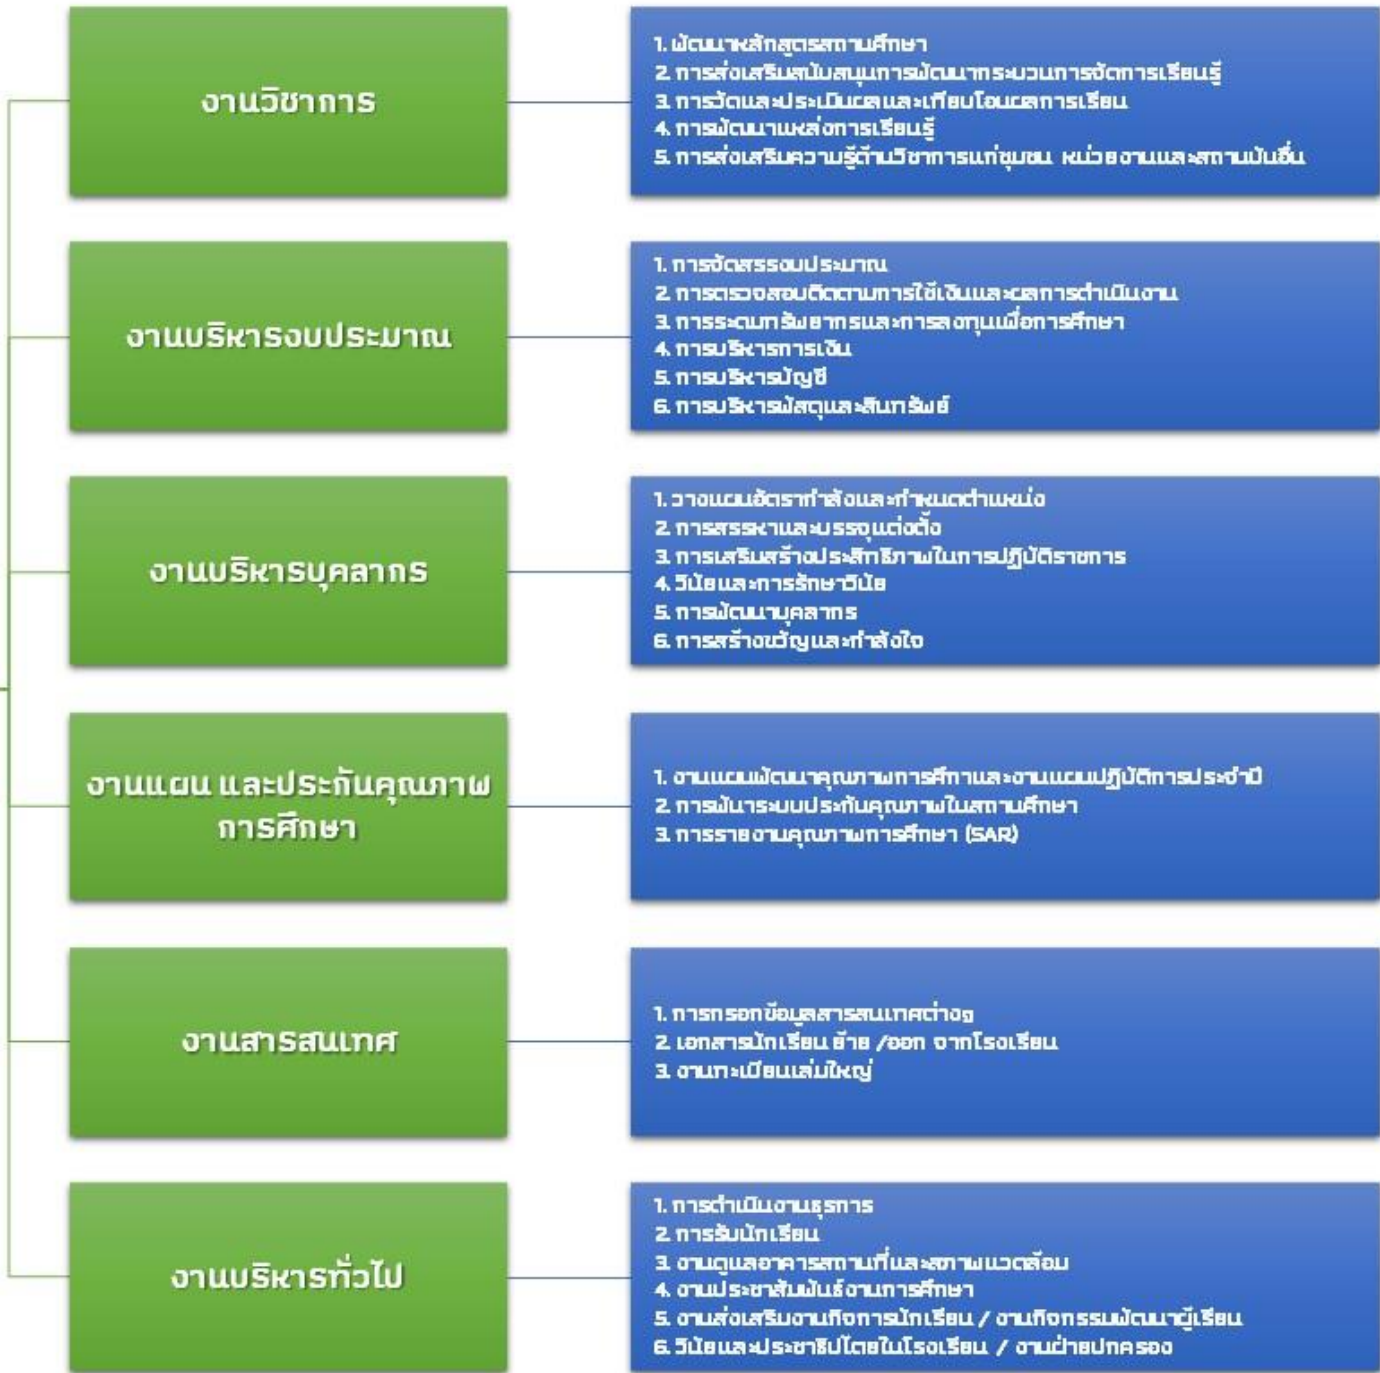 งานวิชาการ
1. พัฒนาหลักสูตรสถานศึกษา
2. การส่งเสริมสนับสนุนการพัฒนากระบวนการจัดการเรียนรู้
3. การวัดและประเมินผลและเทียบโอนผลการเรียน
4. การพัฒนาแหล่งการเรียนรู้
5. การส่งเสริมความรู้ด้านวิชาการแก่ชุมชน หน่วยงานและสถาบันอื่น
งานบริหารงบประมาณ
1. การจัดสรรงบประมาณ
2. การตรวจสอบติดตามการใช้เงินและผลการดำเนินงาน
3. การระดมทรัพยากรและการลงทุนเพื่อการศึกษา
4. การบริหารการเงิน
5. การบริหารบัญชี
6. การบริหารพัสดุและสินทรัพย์
งานบริหารบุคลากร
1. วางแผนอัตรากำลังและกำหนดตำแหน่ง
2. การสรรหาและบรรจุแต่งตั้ง
3. การเสริมสร้างประสิทธิภาพในการปฏิบัติราชการ
4. วินัยและการรักษาวินัย
5. การพัฒนาบุคลากร
6. การสร้างขวัญและกำลังใจ
งานแผน และประกันคุณภาพ
การศึกษา
1. งานแผนพัฒนาคุณภาพการศึกาและงานแผนปฏิบัติการประจำปี
2. การพันาระบบประกันคุณภาพในสถานศึกษา
3. การรายงานคุณภาพการศึกษา (SAR)
งานสารสนเทศ
1. การกรอกข้อมูลสารสนเทศต่างๆ
2. เอกสารนักเรียน ย้าย /ออก จากโรงเรียน
3. งานทะเบียนเล่มใหญ่
งานบริหารทั่วไป
1. การดำเนินงานธุรการ
2. การรับนักเรียน
3. งานดูแลอาคารสถานที่และสภาพแวดล้อม
4. งานประชาสัมพันธ์งานการศึกษา
5. งานส่งเสริมงานกิจการนักเรียน / งานกิจกรรมพัฒนาผู้เรียน
6. วินัยและประชาธิปไตยในโรงเรียน / งานฝ่ายปกครอง